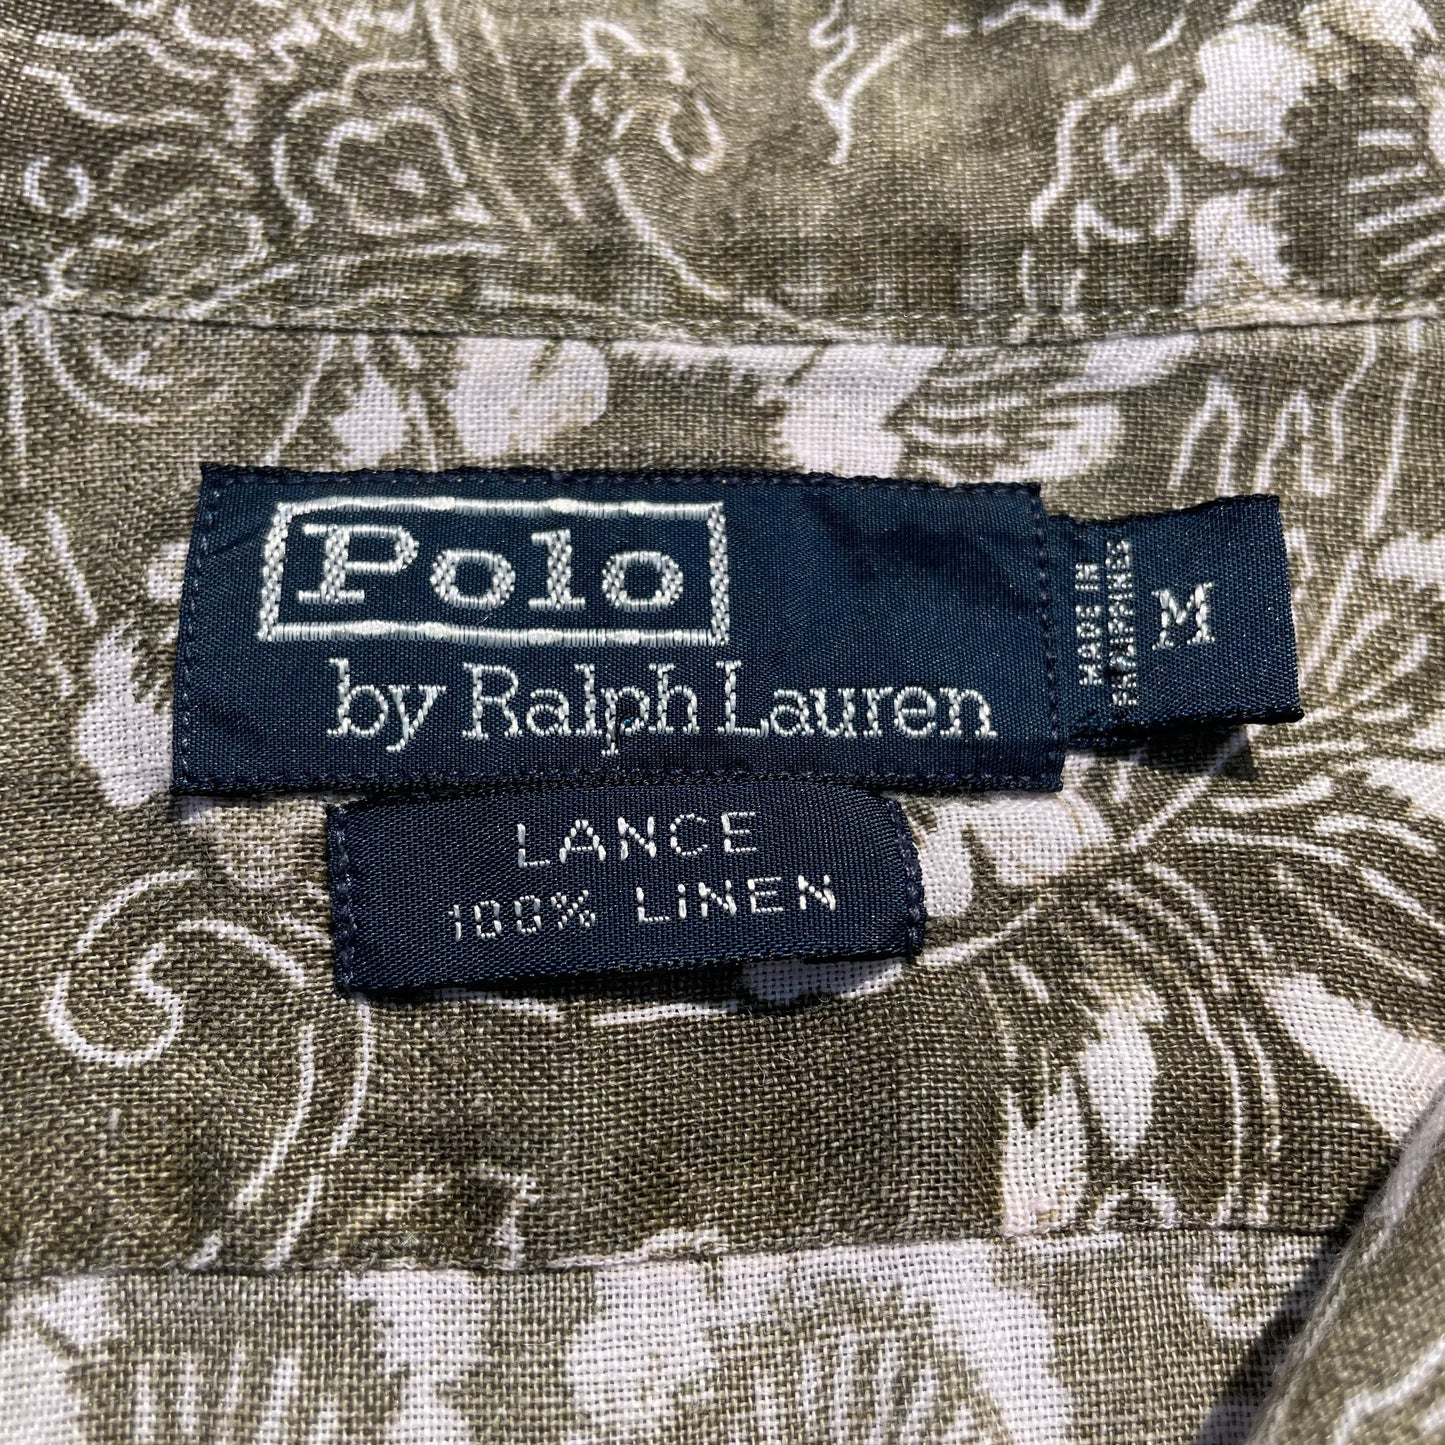 Polo
by Ralph Lauren
MADE IN
PHILIPPINES
M
LANCE
100% LINEN